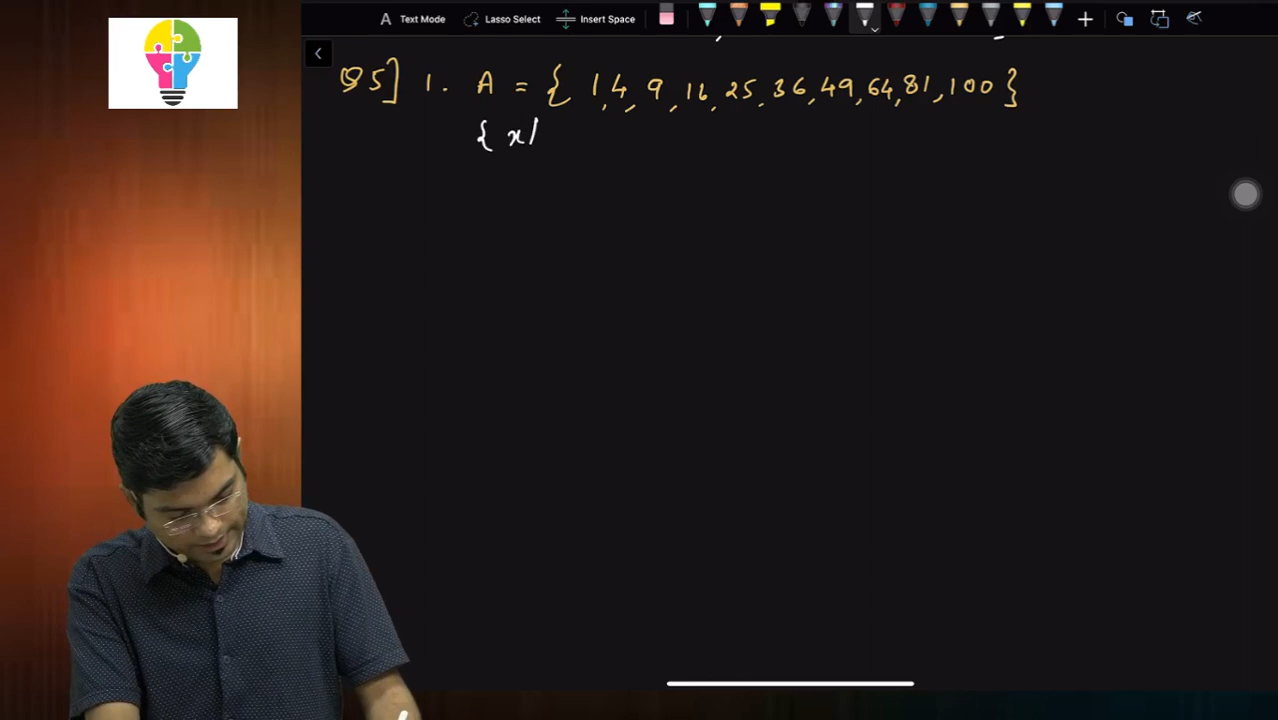 Text Mode Lasso Select Insert Space
Q5] 1. A = { 1, 4, 9, 16, 25, 36, 49, 64, 81, 100 }
{ x |